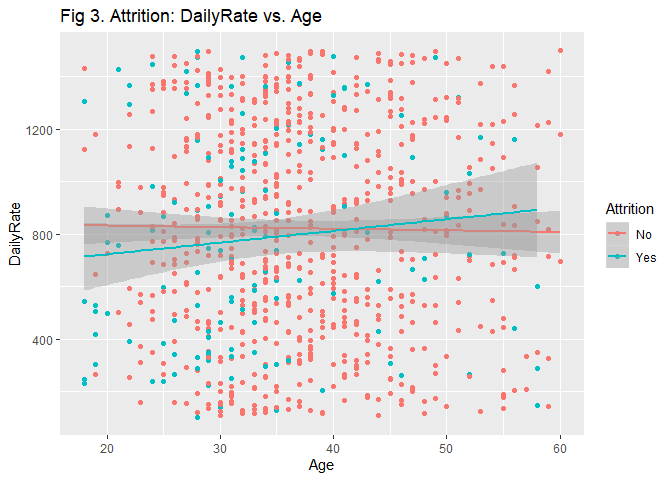 Fig 3. Attrition: DailyRate vs. Age
1200
800
400
DailyRate
20
30
40
50
60
Age
Attrition
No
Yes